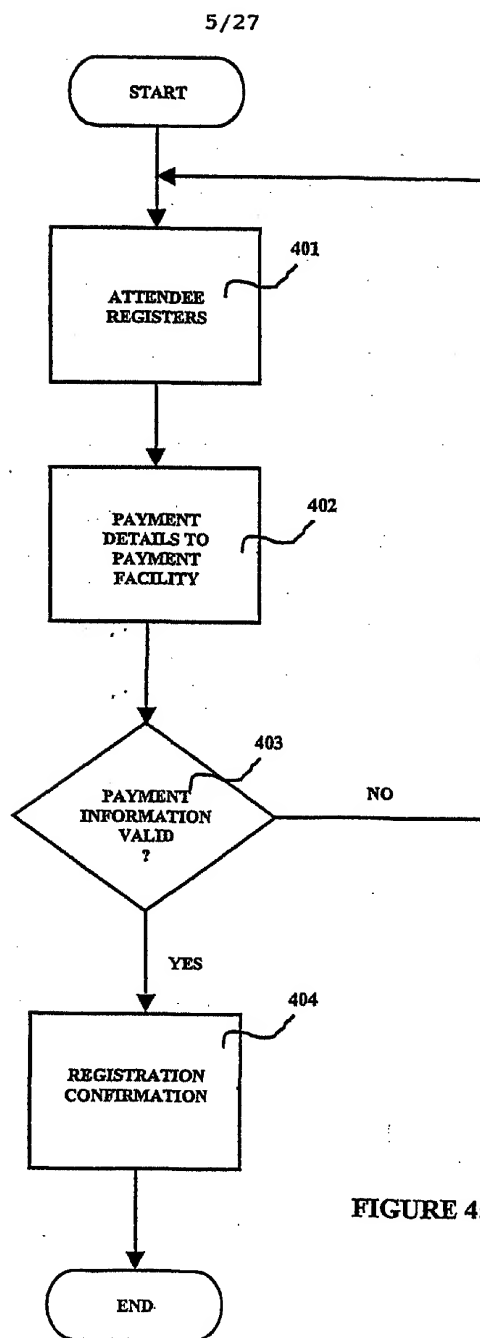 5/27
START
401
ATTENDEE
REGISTERS
402
PAYMENT
DETAILS TO
PAYMENT
FACILITY
403
PAYMENT
INFORMATION
VALID
?
NO
YES
404
REGISTRATION
CONFIRMATION
FIGURE 4.
END